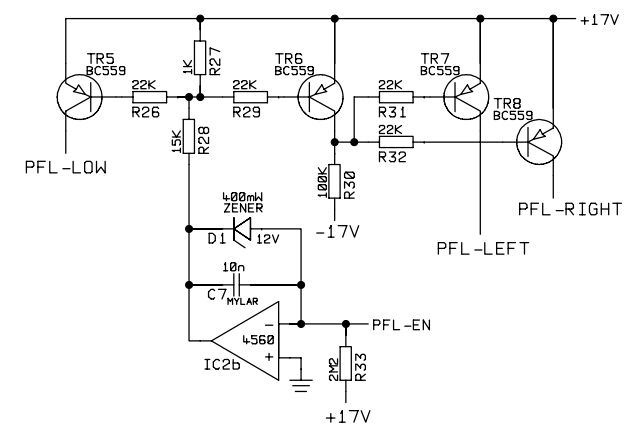 +17V
TR5
BC559
1K
R27
TR6
BC559
TR7
BC559
TR8
BC559
22K
R26
22K
R29
22K
R31
22K
R32
15K
R28
PFL-LOW
100K
R30
-17V
PFL-RIGHT
PFL-LEFT
400mW
ZENER
D1
12V
10n
C7
MYLAR
-
4560
+
IC2b
PFL-EN
2M2
R33
+17V